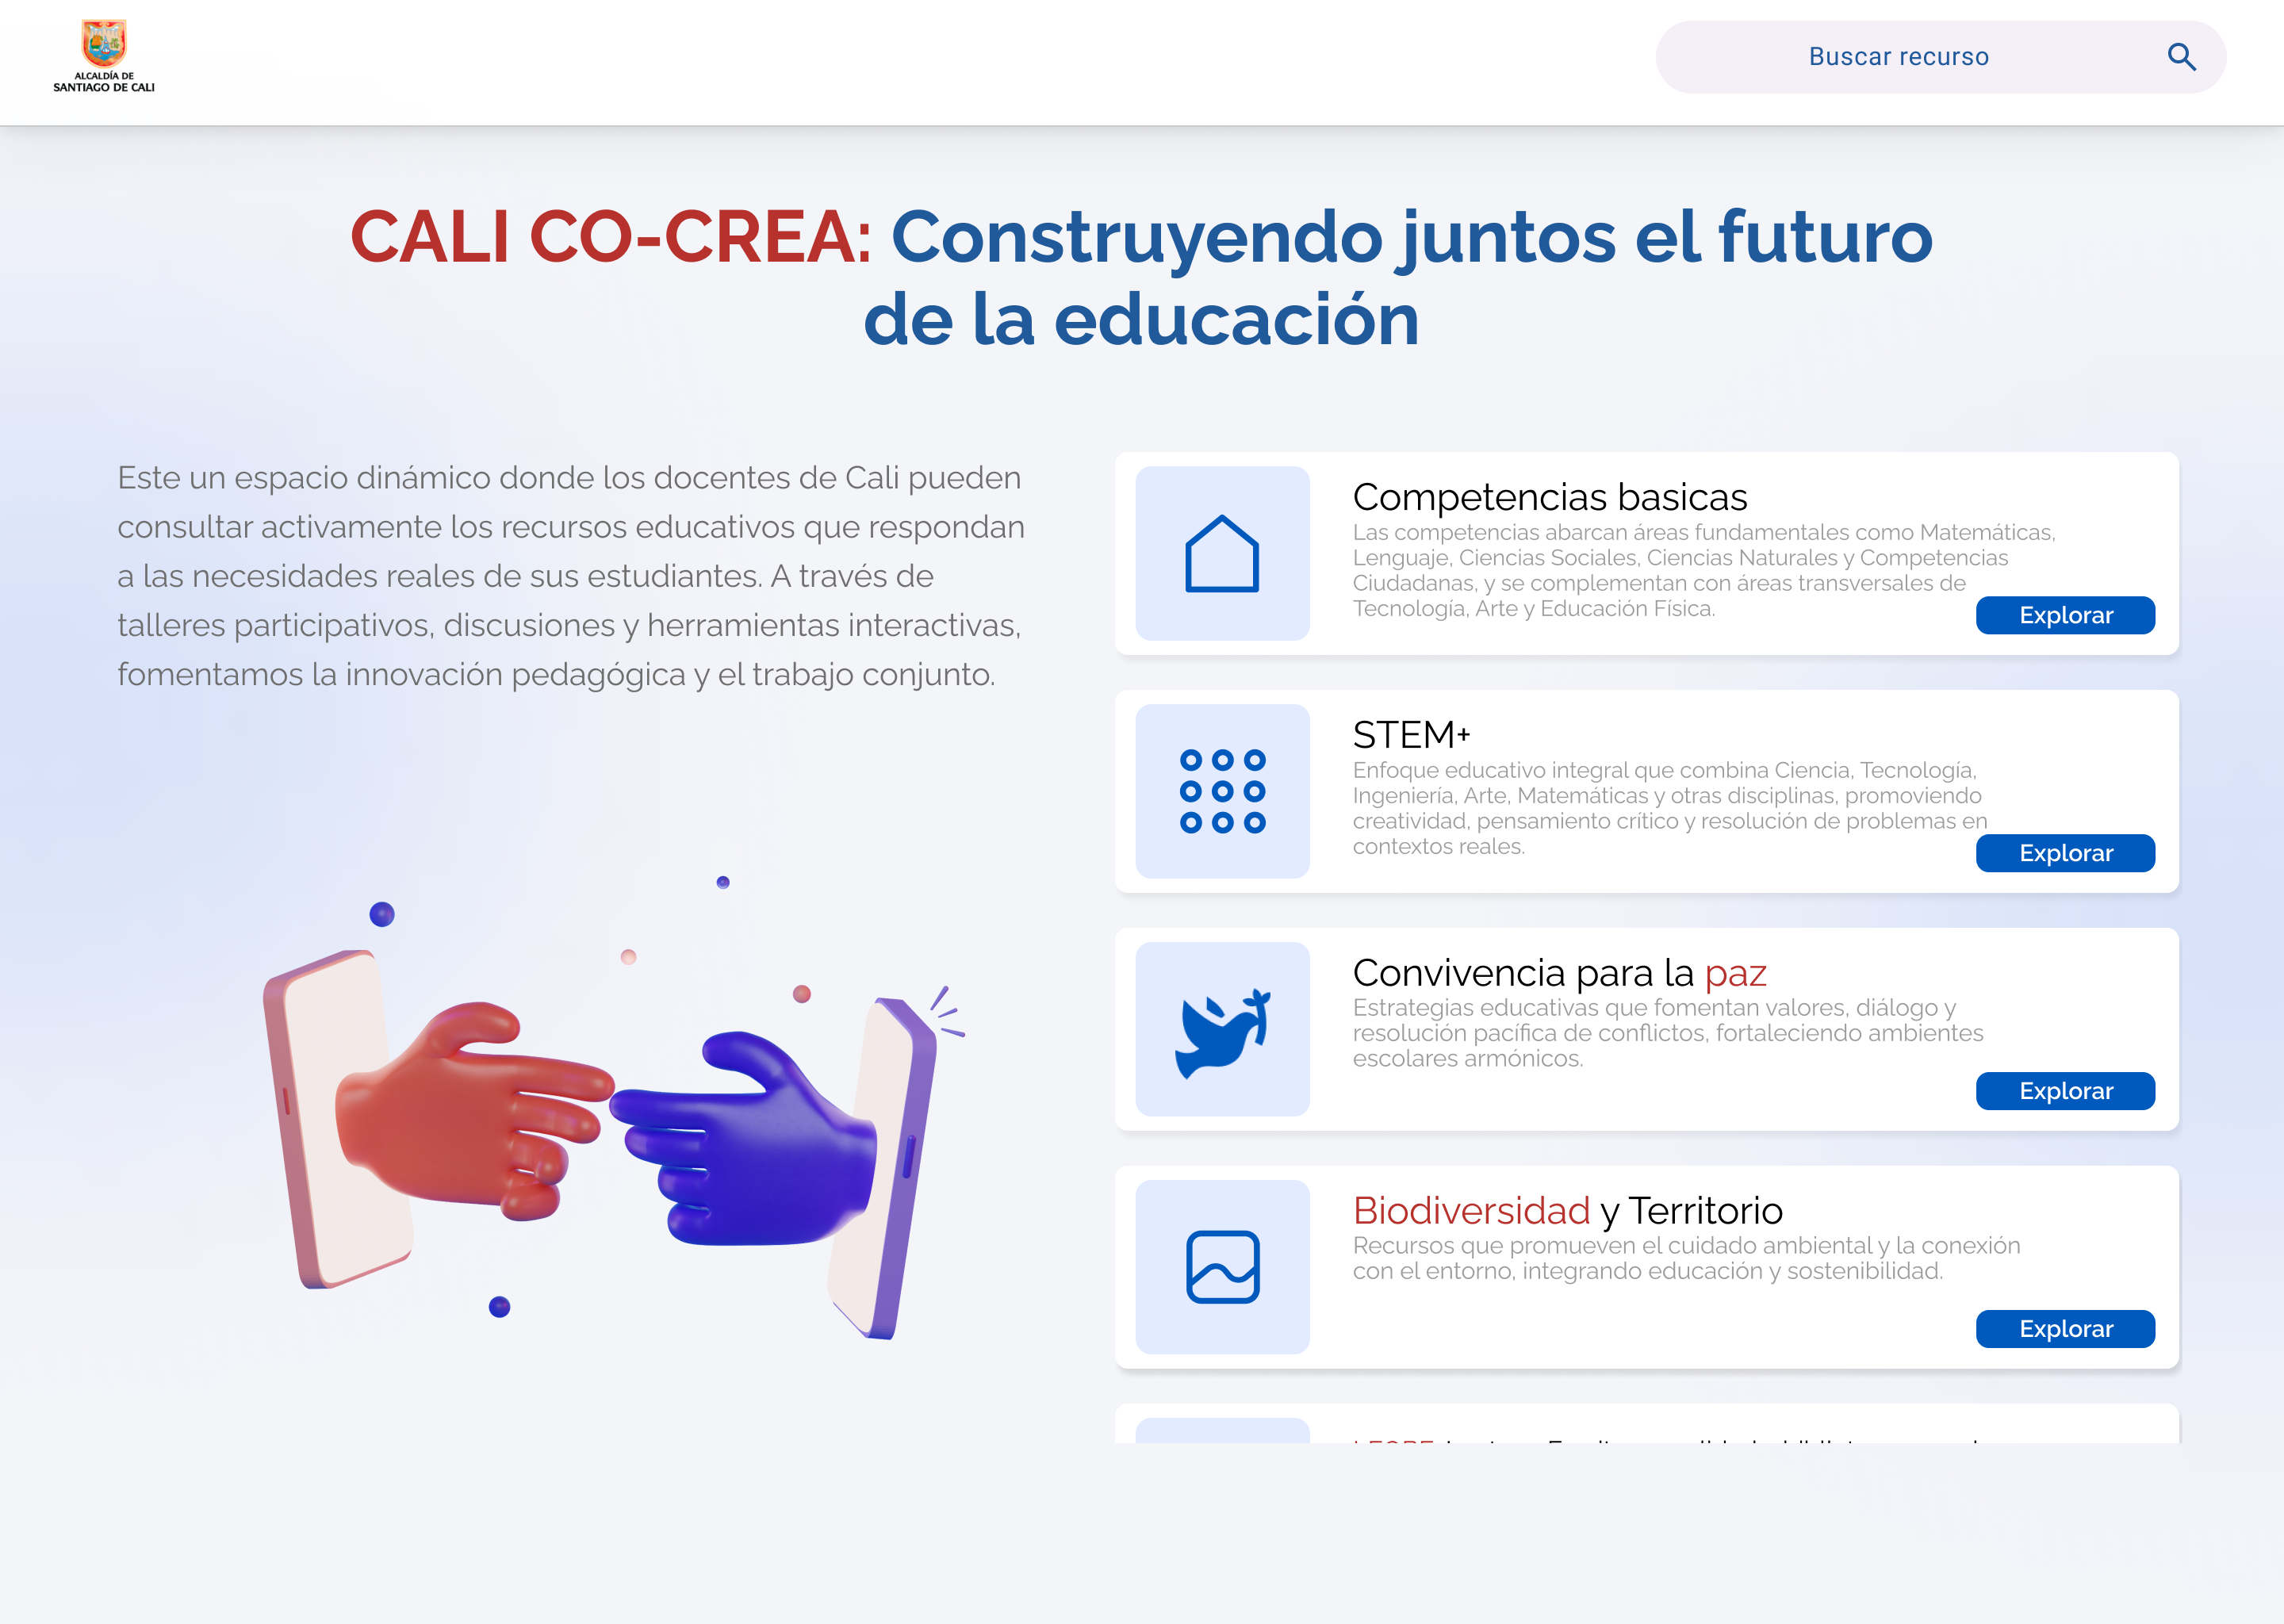 ALCALDÍA DE
SANTIAGO DE CALI
Buscar recurso
CALI CO-CREA: Construyendo juntos el futuro
de la educación
Este un espacio dinámico donde los docentes de Cali pueden
consultar activamente los recursos educativos que respondan
a las necesidades reales de sus estudiantes. A través de
talleres participativos, discusiones y herramientas interactivas,
fomentamos la innovación pedagógica y el trabajo conjunto.
Competencias basicas
Las competencias abarcan áreas fundamentales como Matemáticas,
Lenguaje, Ciencias Sociales, Ciencias Naturales y Competencias
Ciudadanas, y se complementan con áreas transversales de
Tecnología, Arte y Educación Física.
Explorar
STEM+
Enfoque educativo integral que combina Ciencia, Tecnología,
Ingeniería, Arte, Matemáticas y otras disciplinas, promoviendo
creatividad, pensamiento crítico y resolución de problemas en
contextos reales.
Explorar
Convivencia para la paz
Estrategias educativas que fomentan valores, diálogo y
resolución pacífica de conflictos, fortaleciendo ambientes
escolares armónicos.
Explorar
Biodiversidad y Territorio
Recursos que promueven el cuidado ambiental y la conexión
con el entorno, integrando educación y sostenibilidad.
Explorar